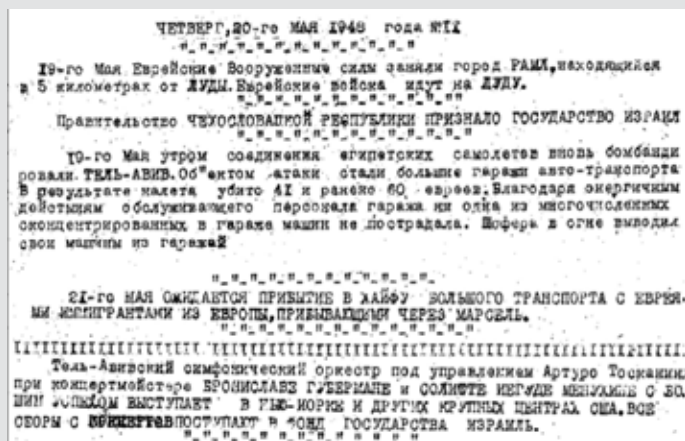 ЧЕТВЕРГ,20-го МАЯ 1948 года №11
"_"_"_"_"_"_"_"_"_"_"_"
19-го Мая Еврейские Вооруженные силы заняли город РАМЛ,находящийся
в 5 километрах от ЛУДЫ.Еврейские войска идут на ЛУДУ.
"_"_"_"_"_"_"_"_"_"_""
Правительство ЧЕХОСЛОВАЦКОЙ РЕСПУБЛИКИ ПРИЗНАЛО ГОСУДАРСТВО ИЗРАИЛ
"_"_"_"_"_"_"_"_"_"_"_"
19-го Мая утром соединения египетских самолетов вновь бомбанди
ровали ТЕЛЬ-АВИВ.Об"ектом атаки стали большие гаражи авто-транспорта
В результате налета убито 41 и ранено 60 евреев.Благодаря энергичным
действиям обслуживающего персонала гаража ни одна из многочисленных
сконцентрированных в гараже машин не пострадала. Шофера в огне выводил
свои машины из гаражей
"_"_"_"_"_"_"_"_"_"_"_
21-го МАЯ ОЖИДАЕТСЯ ПРИБЫТИЕ В ХАЙФУ БОЛЬШОГО ТРАНСПОРТА С ЕВРЕЯ-
МИ ИММИГРАНТАМИ ИЗ ЕВРОПЫ,ПРИБЫВАЮЩИМИ ЧЕРЕЗ МАРСЕЛЬ.
"_"_"_"_"_"_"_"_"_"_"_"
Тель-Авивский симфонический оркестр под управлением Артуро Тосканини
при концертмейстере БРОНИСЛАВЕ ГУБЕРМАНЕ и СОЛИСТЕ ИЕГУДЕ МЕНУХИНЕ С БО
ШИМ УСПЕХОМ ВЫСТУПАЕТ В НЬЮ-ИОРКЕ И ДРУГИХ КРУПНЫХ ЦЕНТРАХ США.ВСЕ
СБОРЫ С КОНЦЕРТОВ ПОСТУПАЮТ В ФОНД ГОСУДАРСТВА ИЗРАИЛЬ.
"_"_"_"_"_"_"_"_"_"_"